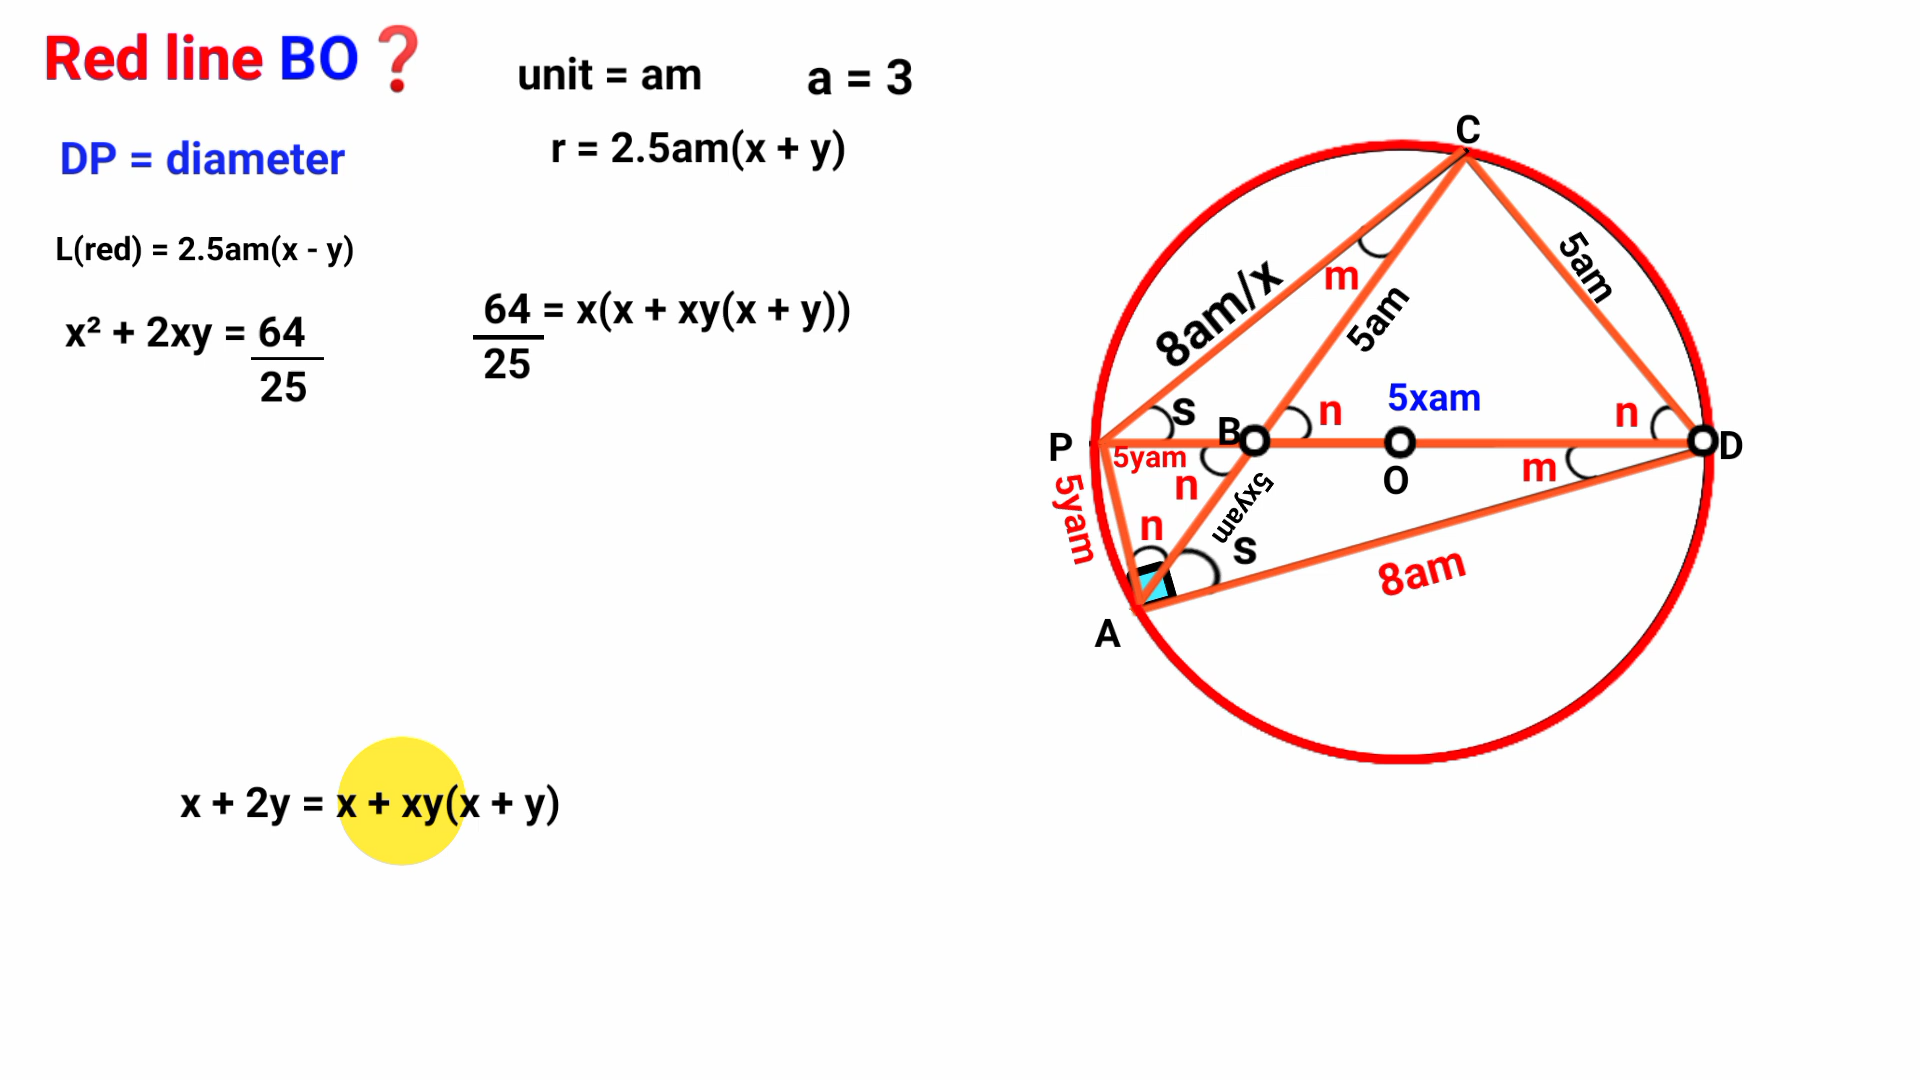 Red line BO❓
unit = am
a = 3
DP = diameter
r = 2.5am(x + y)
L(red) = 2.5am(x - y)
x² + 2xy = 64
25
64 = x(x + xy(x + y))
25
x + 2y = x + xy(x + y)
C
8am/x
m
5am
5am
S
n
5xam
n
P
B
D
5yam
n
m
O
5yam
5xyam
n
S
8am
A